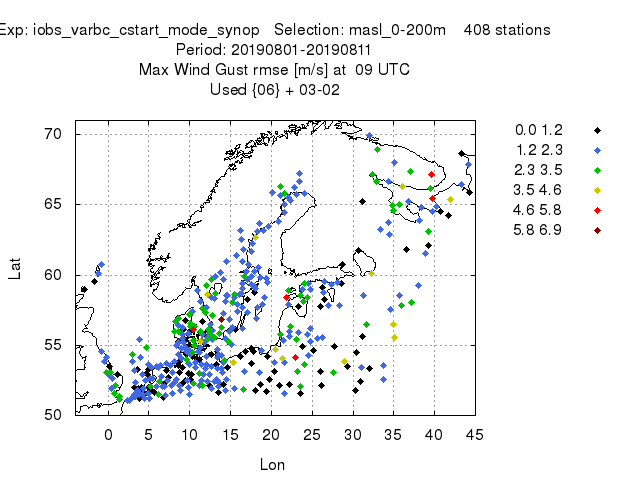 Exp: iobs_varbc_cstart_mode_synop Selection: masl_0-200m 408 stations
Period: 20190801-20190811
Max Wind Gust rmse [m/s] at 09 UTC
Used {06} + 03-02
0.0 1.2
1.2 2.3
2.3 3.5
3.5 4.6
4.6 5.8
5.8 6.9
70
65
60
55
50
Lat
0 5 10 15 20 25 30 35 40 45
Lon